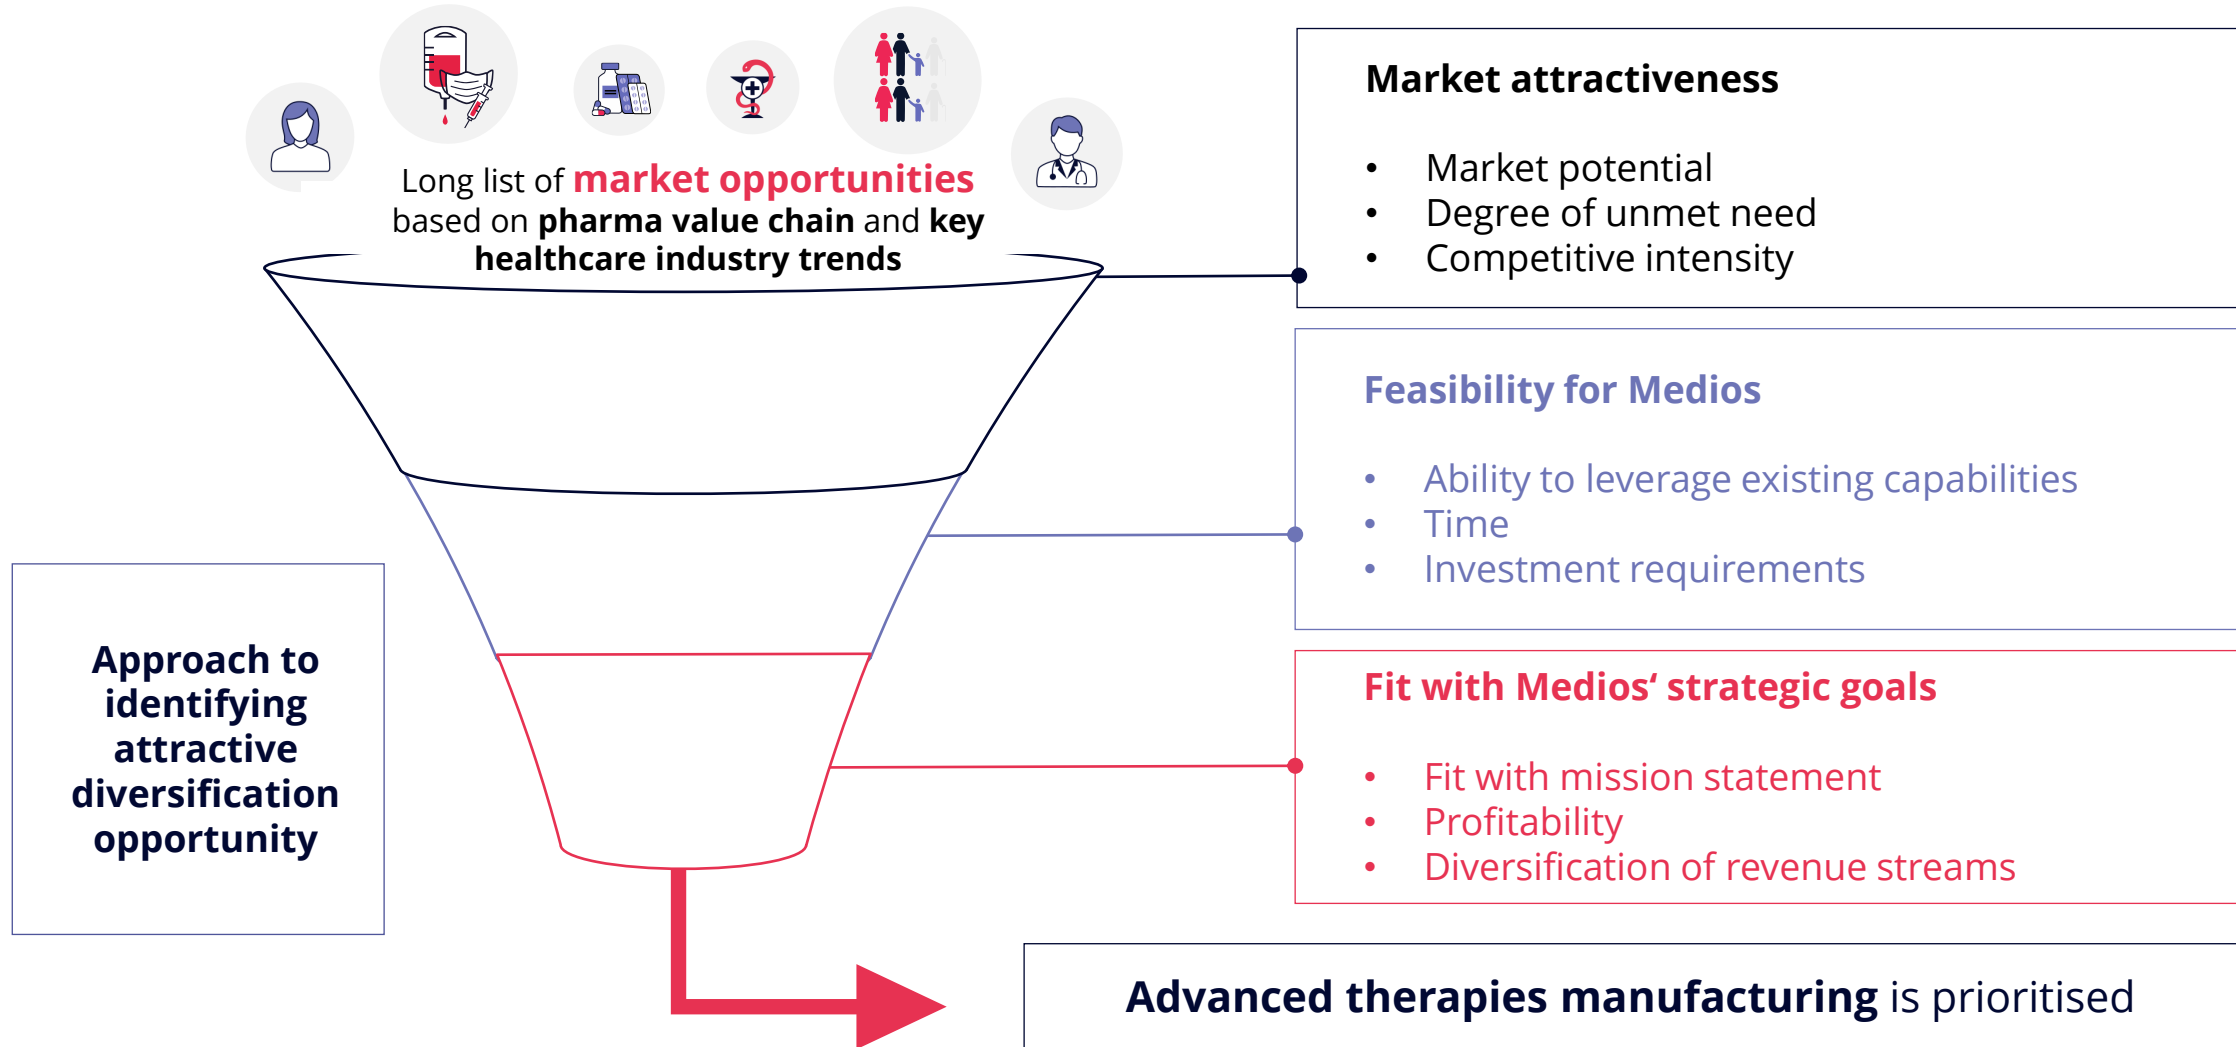 Long list of market opportunities
based on pharma value chain and key
healthcare industry trends
Market attractiveness
• Market potential
• Degree of unmet need
• Competitive intensity
Feasibility for Medios
• Ability to leverage existing capabilities
• Time
• Investment requirements
Approach to
identifying
attractive
diversification
opportunity
Fit with Medios‘ strategic goals
• Fit with mission statement
• Profitability
• Diversification of revenue streams
Advanced therapies manufacturing is prioritised